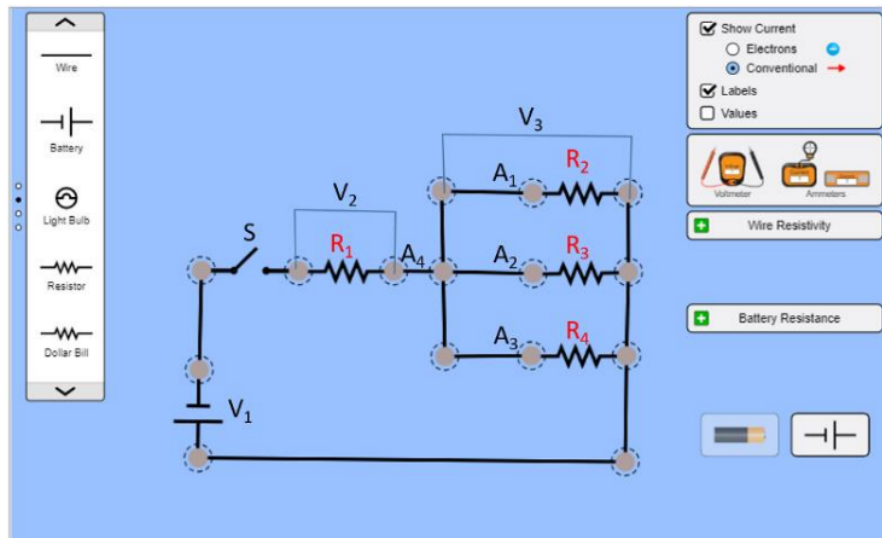 Wire
Battery
Light Bulb
Resistor
Dollar Bill
S
V₂
R₁
A₄
V₁
V₃
A₁
R₂
A₂
R₃
A₃
R₄
Show Current
Electrons
Conventional
Labels
Values
Voltmeter
Ammeters
Wire Resistivity
Battery Resistance